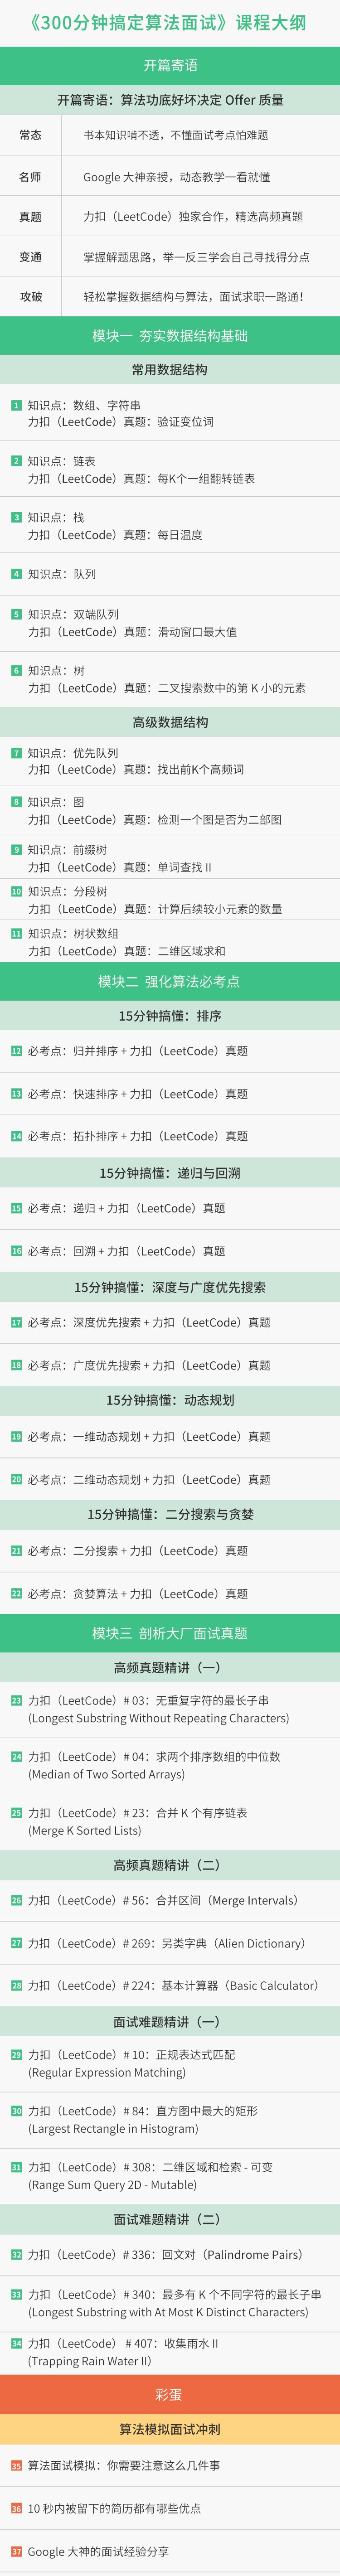 《300分钟搞定算法面试》课程大纲
开篇寄语
开篇寄语：算法功底好坏决定 Offer 质量
常态 书本知识啃不透，不懂面试考点怕难题
名师 Google 大神亲授，动态教学一看就懂
真题 力扣（LeetCode）独家合作，精选高频真题
变通 掌握解题思路，举一反三学会自己寻找得分点
攻破 轻松掌握数据结构与算法，面试求职一路通！
模块一 夯实数据结构基础
常用数据结构
1 知识点：数组、字符串
力扣（LeetCode）真题：验证变位词
2 知识点：链表
力扣（LeetCode）真题：每K个一组翻转链表
3 知识点：栈
力扣（LeetCode）真题：每日温度
4 知识点：队列
5 知识点：双端队列
力扣（LeetCode）真题：滑动窗口最大值
6 知识点：树
力扣（LeetCode）真题：二叉搜索数中的第 K 小的元素
高级数据结构
7 知识点：优先队列
力扣（LeetCode）真题：找出前K个高频词
8 知识点：图
力扣（LeetCode）真题：检测一个图是否为二部图
9 知识点：前缀树
力扣（LeetCode）真题：单词查找 II
10 知识点：分段树
力扣（LeetCode）真题：计算后续较小元素的数量
11 知识点：树状数组
力扣（LeetCode）真题：二维区域求和
模块二 强化算法必考点
15分钟搞懂：排序
12 必考点：归并排序 + 力扣（LeetCode）真题
13 必考点：快速排序 + 力扣（LeetCode）真题
14 必考点：拓扑排序 + 力扣（LeetCode）真题
15分钟搞懂：递归与回溯
15 必考点：递归 + 力扣（LeetCode）真题
16 必考点：回溯 + 力扣（LeetCode）真题
15分钟搞懂：深度与广度优先搜索
17 必考点：深度优先搜索 + 力扣（LeetCode）真题
18 必考点：广度优先搜索 + 力扣（LeetCode）真题
15分钟搞懂：动态规划
19 必考点：一维动态规划 + 力扣（LeetCode）真题
20 必考点：二维动态规划 + 力扣（LeetCode）真题
15分钟搞懂：二分搜索与贪婪
21 必考点：二分搜索 + 力扣（LeetCode）真题
22 必考点：贪婪算法 + 力扣（LeetCode）真题
模块三 剖析大厂面试真题
高频真题精讲（一）
23 力扣（LeetCode）# 03：无重复字符的最长子串
(Longest Substring Without Repeating Characters)
24 力扣（LeetCode）# 04：求两个排序数组的中位数
(Median of Two Sorted Arrays)
25 力扣（LeetCode）# 23：合并 K 个有序链表
(Merge K Sorted Lists)
高频真题精讲（二）
26 力扣（LeetCode）# 56：合并区间（Merge Intervals）
27 力扣（LeetCode）# 269：另类字典（Alien Dictionary）
28 力扣（LeetCode）# 224：基本计算器（Basic Calculator）
面试难题精讲（一）
29 力扣（LeetCode）# 10：正规表达式匹配
(Regular Expression Matching)
30 力扣（LeetCode）# 84：直方图中最大的矩形
(Largest Rectangle in Histogram)
31 力扣（LeetCode）# 308：二维区域和检索 - 可变
(Range Sum Query 2D - Mutable)
面试难题精讲（二）
32 力扣（LeetCode）# 336：回文对（Palindrome Pairs）
33 力扣（LeetCode）# 340：最多有 K 个不同字符的最长子串
(Longest Substring with At Most K Distinct Characters)
34 力扣（LeetCode） # 407：收集雨水 II
(Trapping Rain Water II）
彩蛋
算法模拟面试冲刺
35 算法面试模拟：你需要注意这么几件事
36 10 秒内被留下的简历都有哪些优点
37 Google 大神的面试经验分享